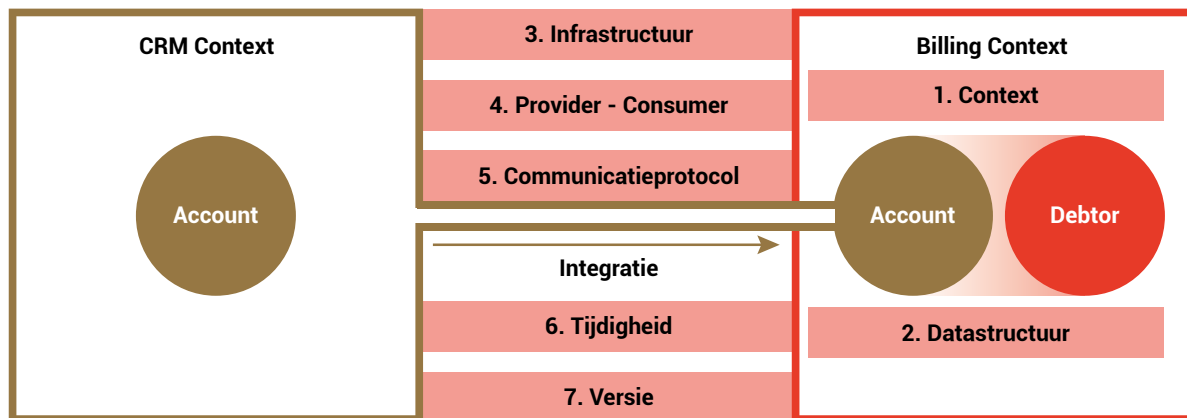 CRM Context
Account
3. Infrastructuur
4. Provider - Consumer
5. Communicatieprotocol
Integratie
6. Tijdigheid
7. Versie
Billing Context
1. Context
Account
Debtor
2. Datastructuur